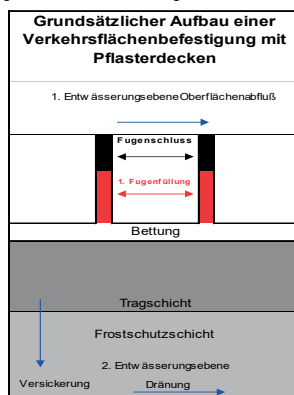 Grundsätzlicher Aufbau einer
Verkehrsflächenbefestigung mit
Pflasterdecken
1. Entw ässerungsebene Oberflächenabfluß
Fugenschluss
1. Fugenfüllung
Bettung
Tragschicht
Frostschutzschicht
2. Entw ässerungsebene
Versickerung Dränung